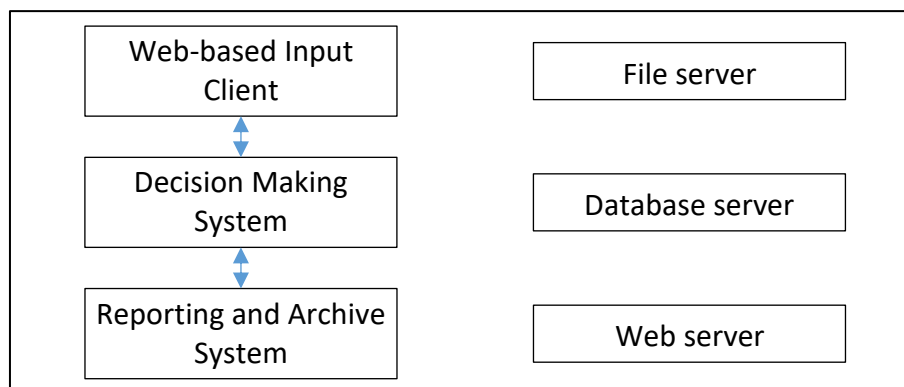 Web-based Input
Client
File server
Decision Making
System
Database server
Reporting and Archive
System
Web server